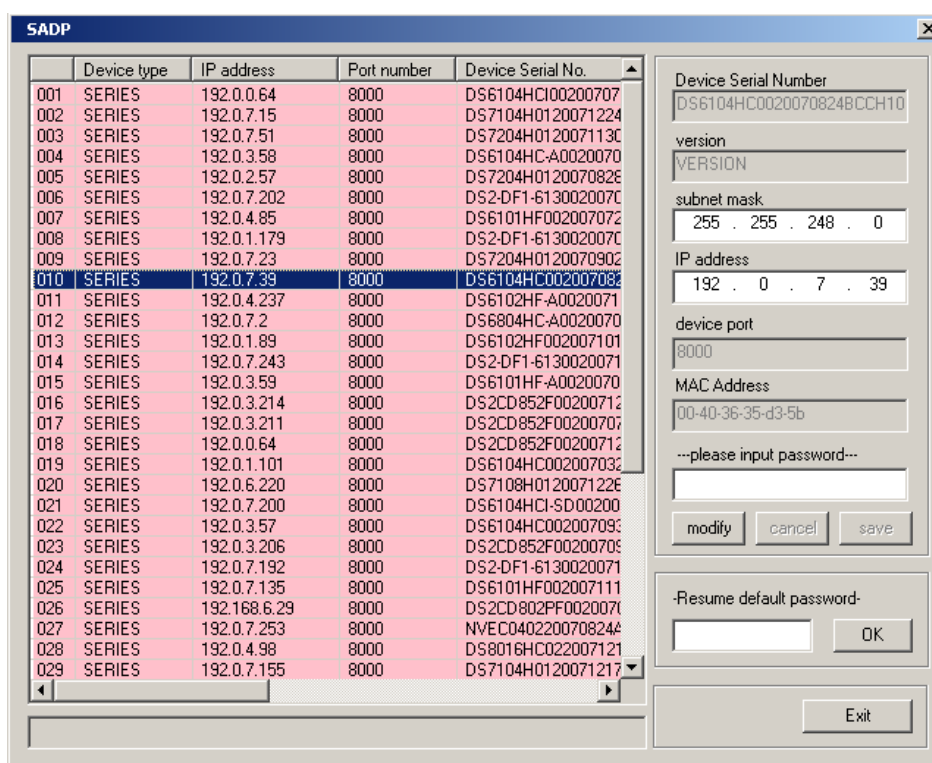 SADP
Device type IP address Port number Device Serial No.
001 SERIES 192.0.0.64 8000 DS6104HCI00200707
002 SERIES 192.0.7.15 8000 DS7104H0120071224
003 SERIES 192.0.7.51 8000 DS7204H012007113C
004 SERIES 192.0.3.58 8000 DS6104HC-A0020070
005 SERIES 192.0.2.57 8000 DS7204H0120070828
006 SERIES 192.0.7.202 8000 DS2-DF1-613002007C
007 SERIES 192.0.4.85 8000 DS6101HF002007072
008 SERIES 192.0.1.179 8000 DS2-DF1-613002007C
009 SERIES 192.0.7.23 8000 DS7204H0120070902
010 SERIES 192.0.7.39 8000 DS6104HC002007082
011 SERIES 192.0.4.237 8000 DS6102HF-A0020071
012 SERIES 192.0.7.2 8000 DS6804HC-A0020070
013 SERIES 192.0.1.89 8000 DS6102HF002007101
014 SERIES 192.0.7.243 8000 DS2-DF1-6130020071
015 SERIES 192.0.3.59 8000 DS6101HF-A0020070
016 SERIES 192.0.3.214 8000 DS2CD852F00200712
017 SERIES 192.0.3.211 8000 DS2CD852F00200707
018 SERIES 192.0.0.64 8000 DS2CD852F00200712
019 SERIES 192.0.1.101 8000 DS6104HC002007032
020 SERIES 192.0.6.220 8000 DS7108H0120071226
021 SERIES 192.0.7.200 8000 DS6104HCI-SD00200
022 SERIES 192.0.3.57 8000 DS6104HC002007093
023 SERIES 192.0.3.206 8000 DS2CD852F00200709
024 SERIES 192.0.7.192 8000 DS2-DF1-6130020071
025 SERIES 192.0.7.135 8000 DS6101HF002007111
026 SERIES 192.168.6.29 8000 DS2CD802PF0020070
027 SERIES 192.0.7.253 8000 NVEC040220070824A
028 SERIES 192.0.4.98 8000 DS8016HC022007121
029 SERIES 192.0.7.155 8000 DS7104H0120071217
Device Serial Number
DS6104HC0020070824BCCH10
version
VERSION
subnet mask
255 . 255 . 248 . 0
IP address
192 . 0 . 7 . 39
device port
8000
MAC Address
00-40-36-35-d3-5b
---please input password---
modify cancel save
-Resume default password-
OK
Exit